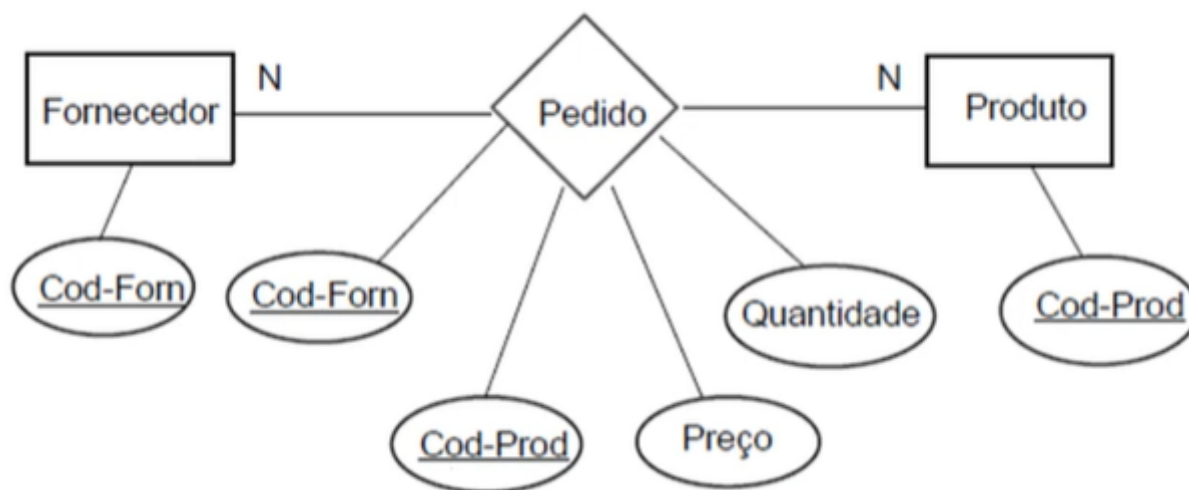 Fornecedor
N
Pedido
N
Produto
Cod-Forn
Cod-Forn
Quantidade
Cod-Prod
Cod-Prod
Preço